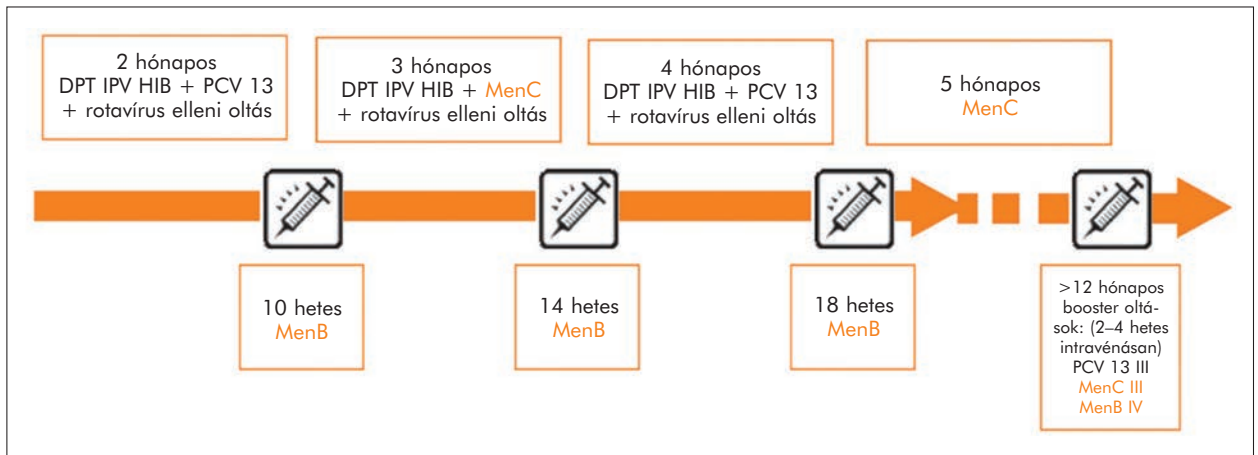 2 hónapos
DPT IPV HIB + PCV 13
+ rotavírus elleni oltás
3 hónapos
DPT IPV HIB + MenC
+ rotavírus elleni oltás
4 hónapos
DPT IPV HIB + PCV 13
+ rotavírus elleni oltás
5 hónapos
MenC
10 hetes
MenB
14 hetes
MenB
18 hetes
MenB
>12 hónapos
booster oltá-
sok: (2–4 hetes
intravénásan)
PCV 13 III
MenC III
MenB IV